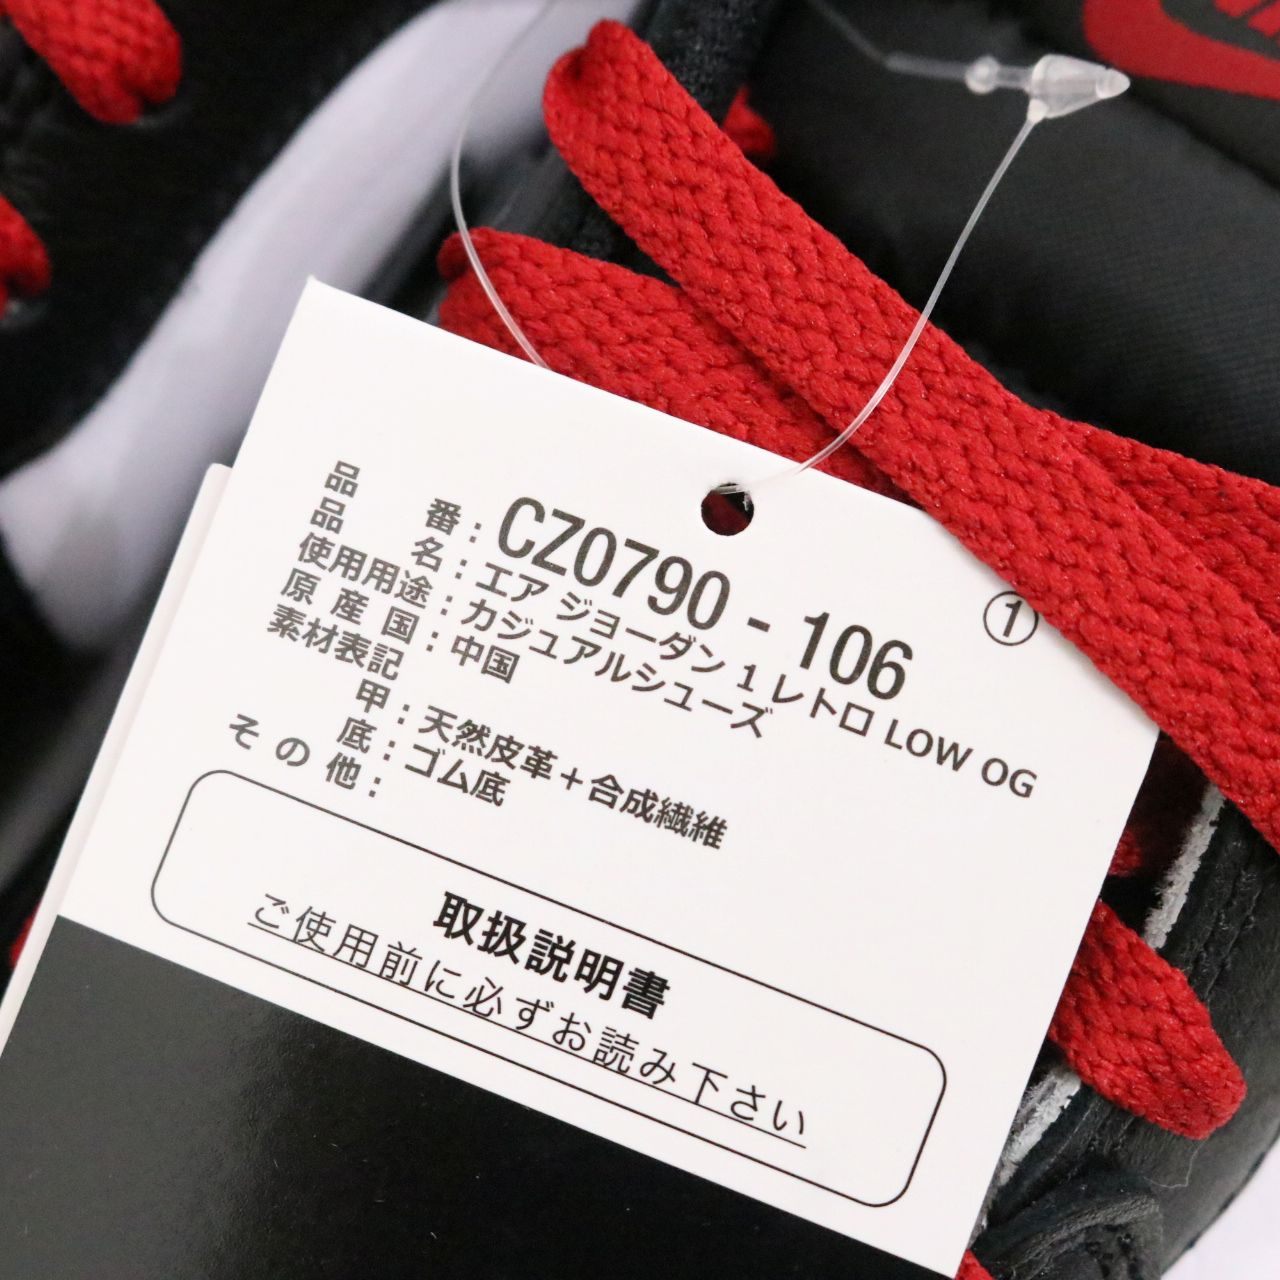 品 番：CZ0790 - 106
①
品 名：エア ジョーダン 1 レトロ LOW OG
使用用途：カジュアルシューズ
原 産 国：中国
素材表記
甲：天然皮革＋合成繊維
底：ゴム底
そ の 他：
取扱説明書
ご使用前に必ずお読み下さい